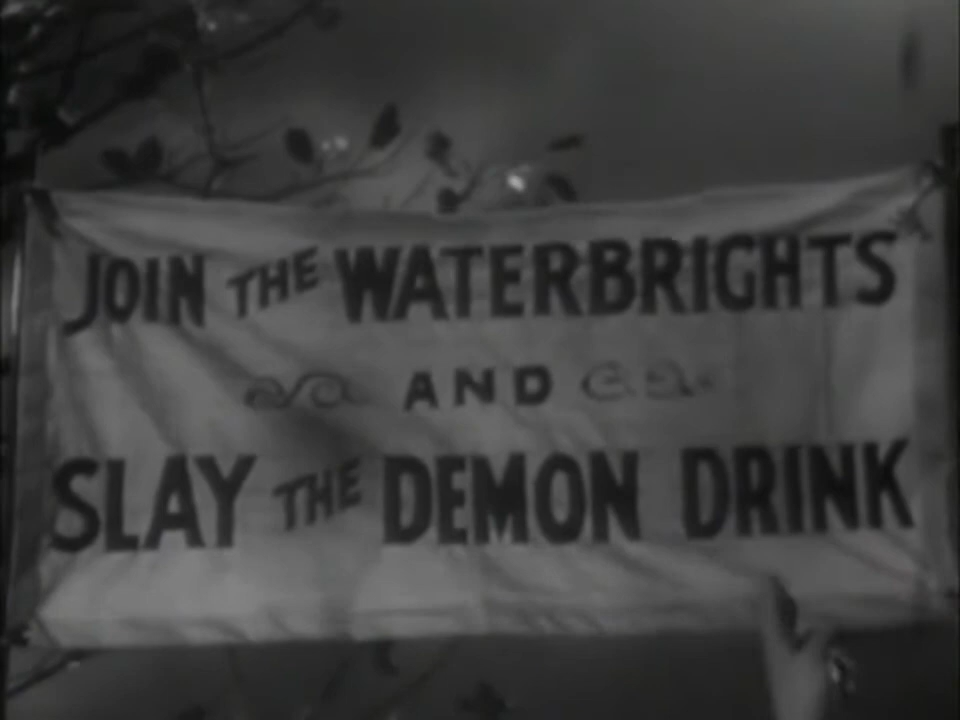 JOIN THE WATERBRIGHTS
AND
SLAY THE DEMON DRINK